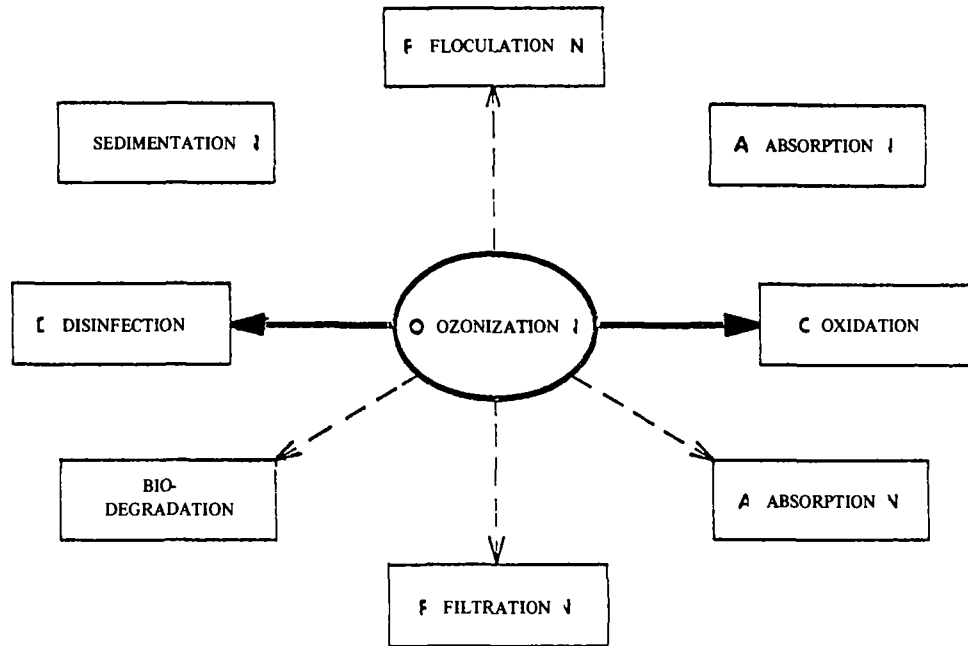 FLOCULATION
SEDIMENTATION
ABSORPTION
DISINFECTION
OZONIZATION
OXIDATION
BIO-
DEGRADATION
ABSORPTION
FILTRATION